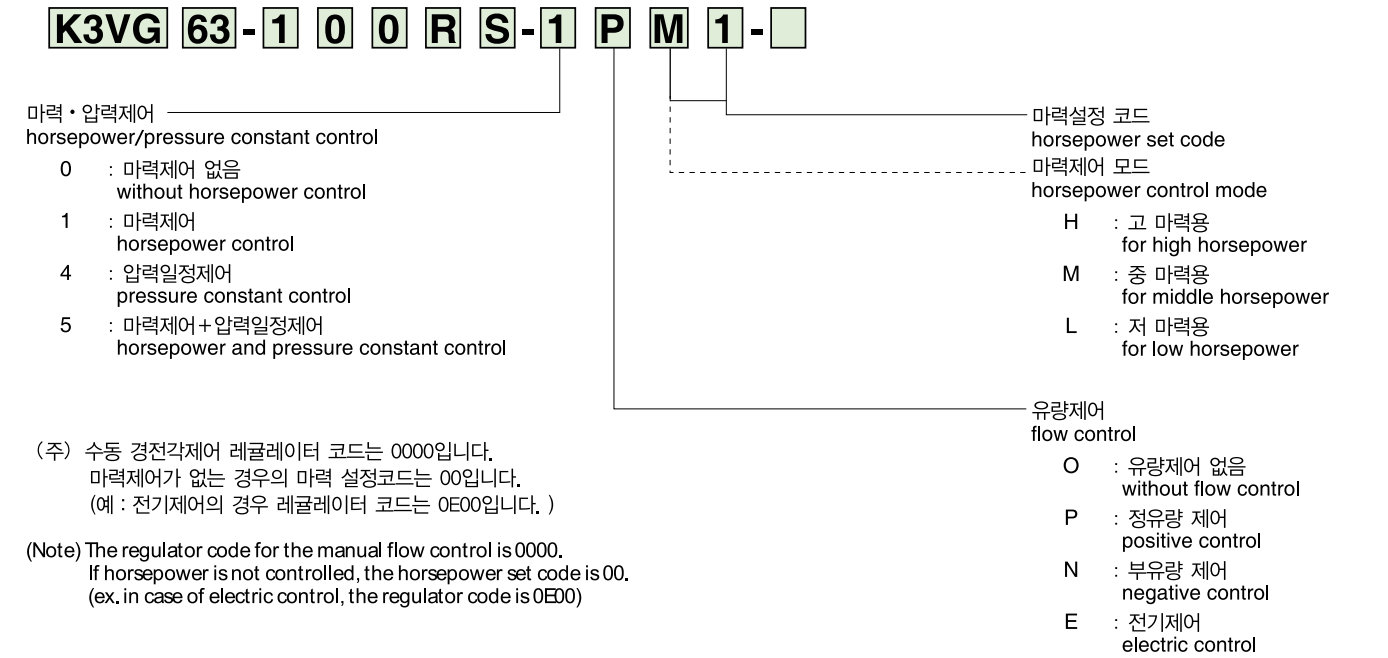 K3VG 63-1 0 0 R S-1 P M 1-
마력・압력제어
horsepower/pressure constant control
0 : 마력제어 없음
without horsepower control
1 : 마력제어
horsepower control
4 : 압력일정제어
pressure constant control
5 : 마력제어+압력일정제어
horsepower and pressure constant control
마력설정 코드
horsepower set code
마력제어 모드
horsepower control mode
H : 고 마력용
for high horsepower
M : 중 마력용
for middle horsepower
L : 저 마력용
for low horsepower
유량제어
flow control
O : 유량제어 없음
without flow control
P : 정유량 제어
positive control
N : 부유량 제어
negative control
E : 전기제어
electric control
(주) 수동 경전각제어 레귤레이터 코드는 0000입니다.
마력제어가 없는 경우의 마력 설정코드는 00입니다.
(예 : 전기제어의 경우 레귤레이터 코드는 0E00입니다. )
(Note) The regulator code for the manual flow control is 0000.
If horsepower is not controlled, the horsepower set code is 00.
(ex. in case of electric control, the regulator code is 0E00)